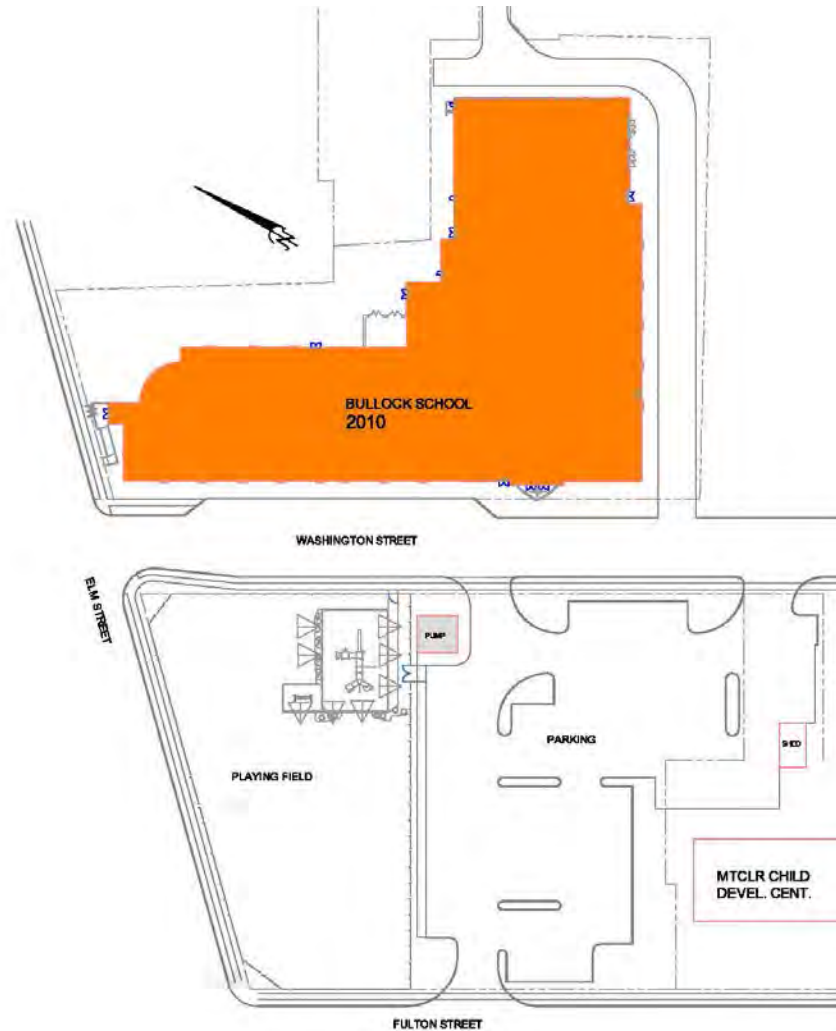 BULLOCK SCHOOL
2010
WASHINGTON STREET
ELM STREET
PUMP
PARKING
SHED
PLAYING FIELD
MTCLR CHILD
DEVEL. CENT.
FULTON STREET